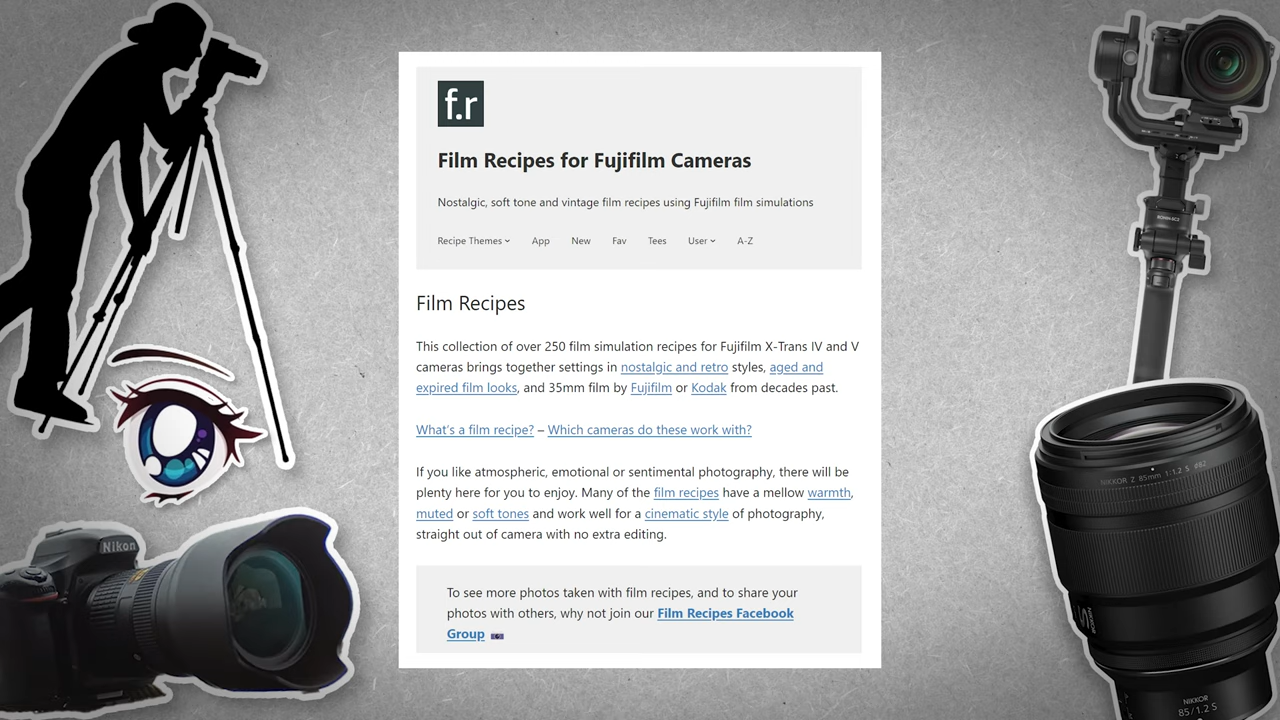 f.r
Film Recipes for Fujifilm Cameras
Nostalgic, soft tone and vintage film recipes using Fujifilm film simulations
Recipe Themes App New Fav Tees User A-Z
Film Recipes
This collection of over 250 film simulation recipes for Fujifilm X-Trans IV and V
cameras brings together settings in nostalgic and retro styles, aged and
expired film looks, and 35mm film by Fujifilm or Kodak from decades past.
What's a film recipe? – Which cameras do these work with?
If you like atmospheric, emotional or sentimental photography, there will be
plenty here for you to enjoy. Many of the film recipes have a mellow warmth,
muted or soft tones and work well for a cinematic style of photography,
straight out of camera with no extra editing.
To see more photos taken with film recipes, and to share your
photos with others, why not join our Film Recipes Facebook
Group
Nikon
NIKKOR Z 85mm 1:1.2 S ø82
NIKKOR
S
NIKKOR
85/1.2 S